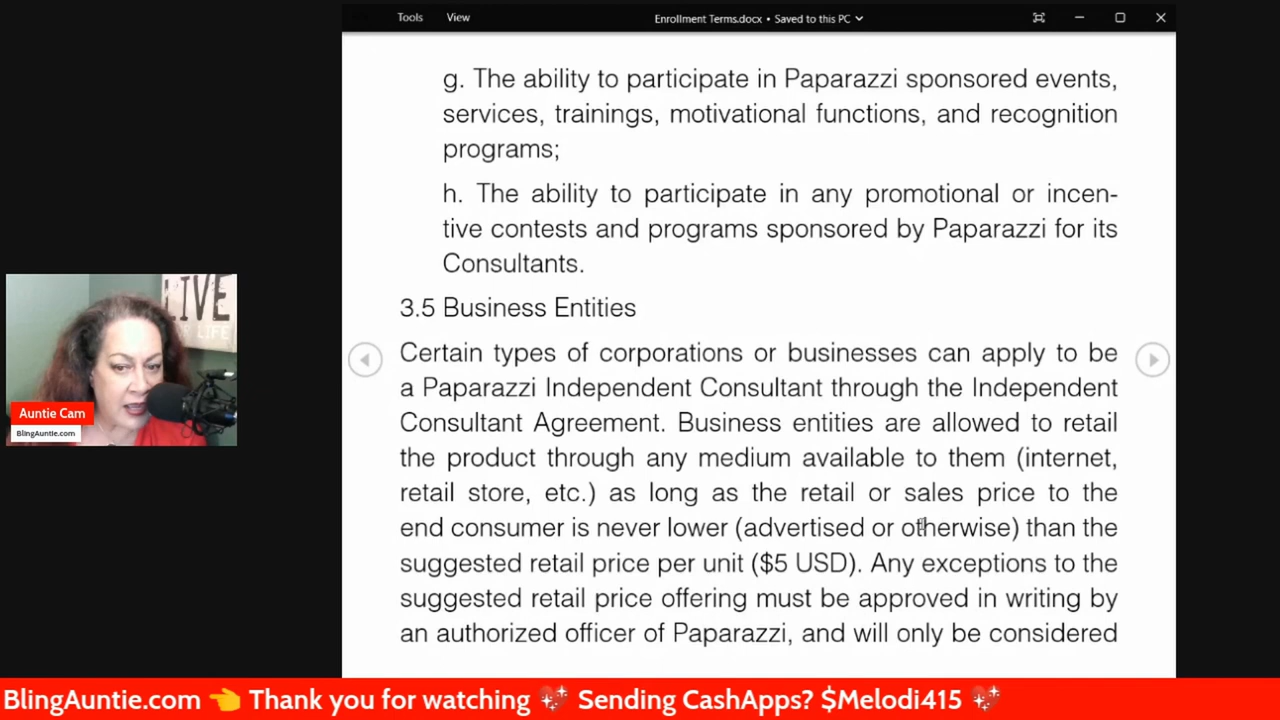 Tools View Enrollment Terms.docx • Saved to this PC
g. The ability to participate in Paparazzi sponsored events,
services, trainings, motivational functions, and recognition
programs;
h. The ability to participate in any promotional or incen-
tive contests and programs sponsored by Paparazzi for its
Consultants.
3.5 Business Entities
Certain types of corporations or businesses can apply to be
a Paparazzi Independent Consultant through the Independent
Consultant Agreement. Business entities are allowed to retail
the product through any medium available to them (internet,
retail store, etc.) as long as the retail or sales price to the
end consumer is never lower (advertised or otherwise) than the
suggested retail price per unit ($5 USD). Any exceptions to the
suggested retail price offering must be approved in writing by
an authorized officer of Paparazzi, and will only be considered
LIVE
LIFE
Auntie Cam
BlingAuntie.com
BlingAuntie.com 👈 Thank you for watching 💖 Sending CashApps? $Melodi415 💖